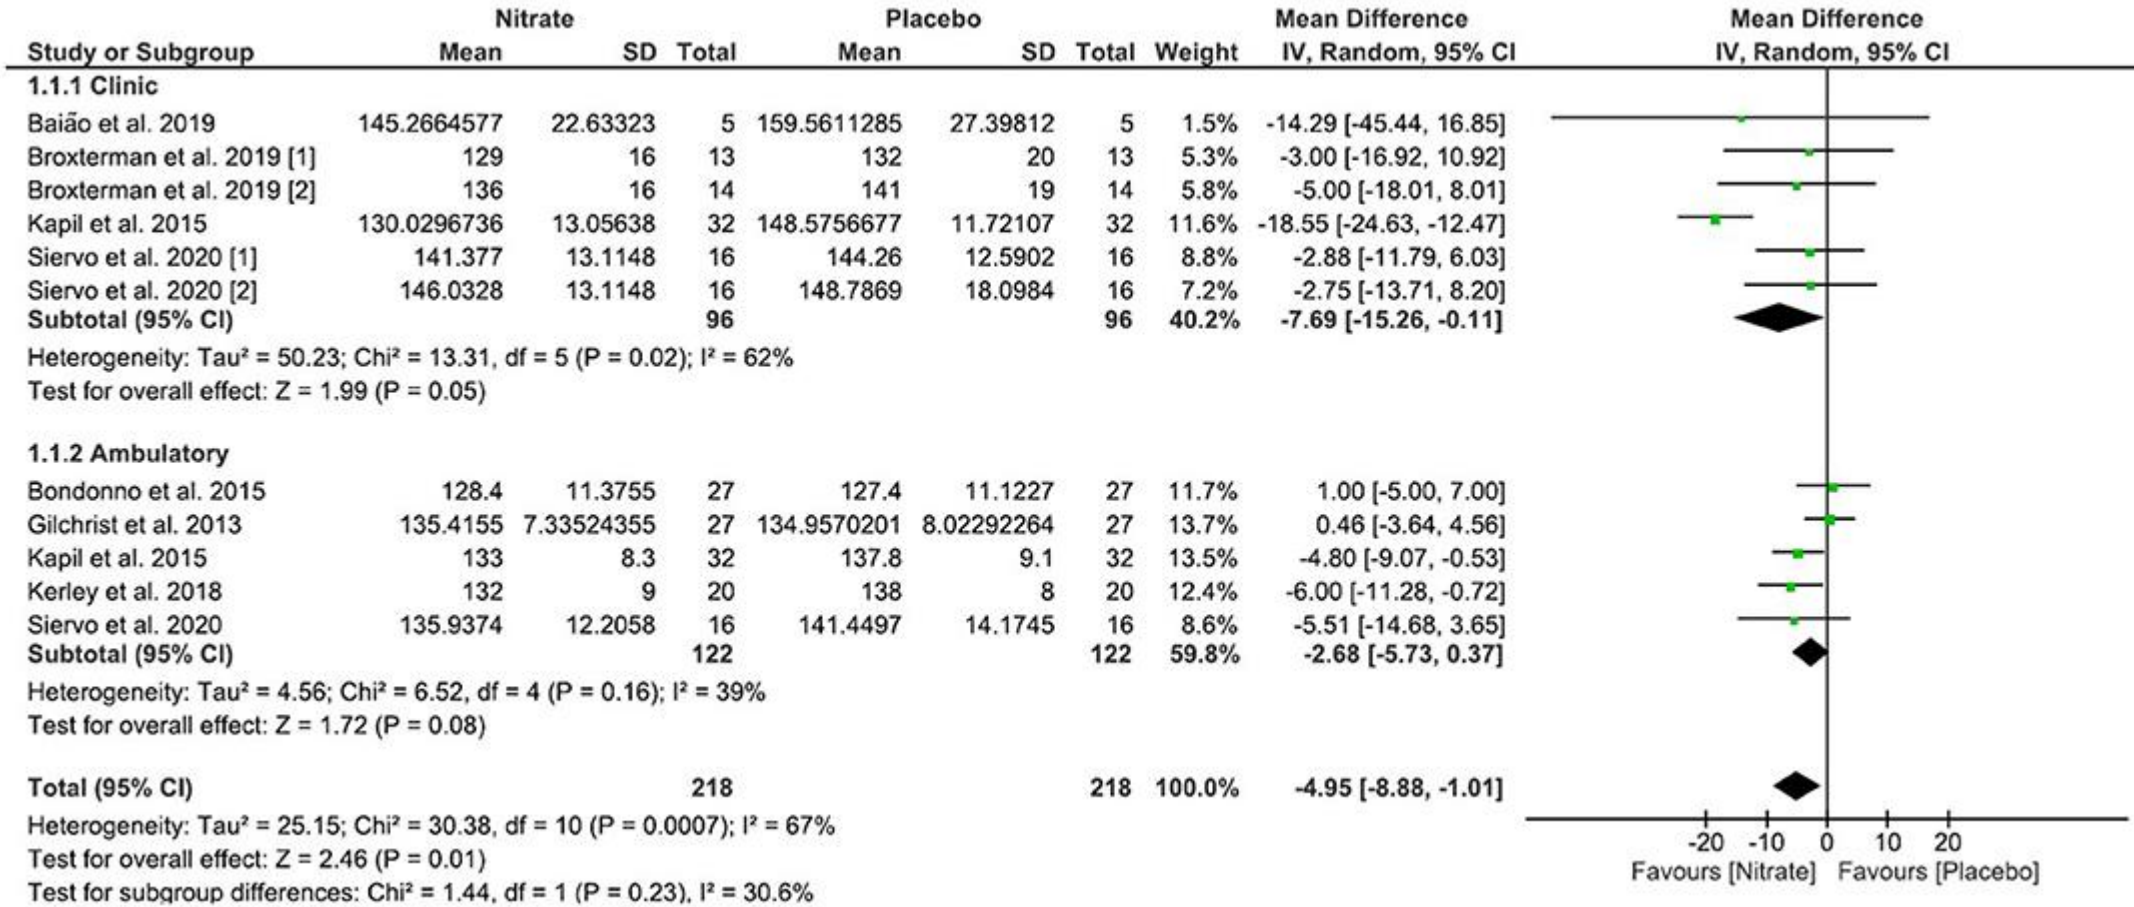 Nitrate Placebo Mean Difference Mean Difference
Study or Subgroup Mean SD Total Mean SD Total Weight IV, Random, 95% CI IV, Random, 95% CI
1.1.1 Clinic
Baião et al. 2019 145.2664577 22.63323 5 159.5611285 27.39812 5 1.5% -14.29 [-45.44, 16.85]
Broxterman et al. 2019 [1] 129 16 13 132 20 13 5.3% -3.00 [-16.92, 10.92]
Broxterman et al. 2019 [2] 136 16 14 141 19 14 5.8% -5.00 [-18.01, 8.01]
Kapil et al. 2015 130.0296736 13.05638 32 148.5756677 11.72107 32 11.6% -18.55 [-24.63, -12.47]
Siervo et al. 2020 [1] 141.377 13.1148 16 144.26 12.5902 16 8.8% -2.88 [-11.79, 6.03]
Siervo et al. 2020 [2] 146.0328 13.1148 16 148.7869 18.0984 16 7.2% -2.75 [-13.71, 8.20]
Subtotal (95% CI) 96 96 40.2% -7.69 [-15.26, -0.11]
Heterogeneity: Tau² = 50.23; Chi² = 13.31, df = 5 (P = 0.02); I² = 62%
Test for overall effect: Z = 1.99 (P = 0.05)
1.1.2 Ambulatory
Bondonno et al. 2015 128.4 11.3755 27 127.4 11.1227 27 11.7% 1.00 [-5.00, 7.00]
Gilchrist et al. 2013 135.4155 7.33524355 27 134.9570201 8.02292264 27 13.7% 0.46 [-3.64, 4.56]
Kapil et al. 2015 133 8.3 32 137.8 9.1 32 13.5% -4.80 [-9.07, -0.53]
Kerley et al. 2018 132 9 20 138 8 20 12.4% -6.00 [-11.28, -0.72]
Siervo et al. 2020 135.9374 12.2058 16 141.4497 14.1745 16 8.6% -5.51 [-14.68, 3.65]
Subtotal (95% CI) 122 122 59.8% -2.68 [-5.73, 0.37]
Heterogeneity: Tau² = 4.56; Chi² = 6.52, df = 4 (P = 0.16); I² = 39%
Test for overall effect: Z = 1.72 (P = 0.08)
Total (95% CI) 218 218 100.0% -4.95 [-8.88, -1.01]
Heterogeneity: Tau² = 25.15; Chi² = 30.38, df = 10 (P = 0.0007); I² = 67%
Test for overall effect: Z = 2.46 (P = 0.01)
Test for subgroup differences: Chi² = 1.44, df = 1 (P = 0.23), I² = 30.6%
-20 -10 0 10 20
Favours [Nitrate] Favours [Placebo]